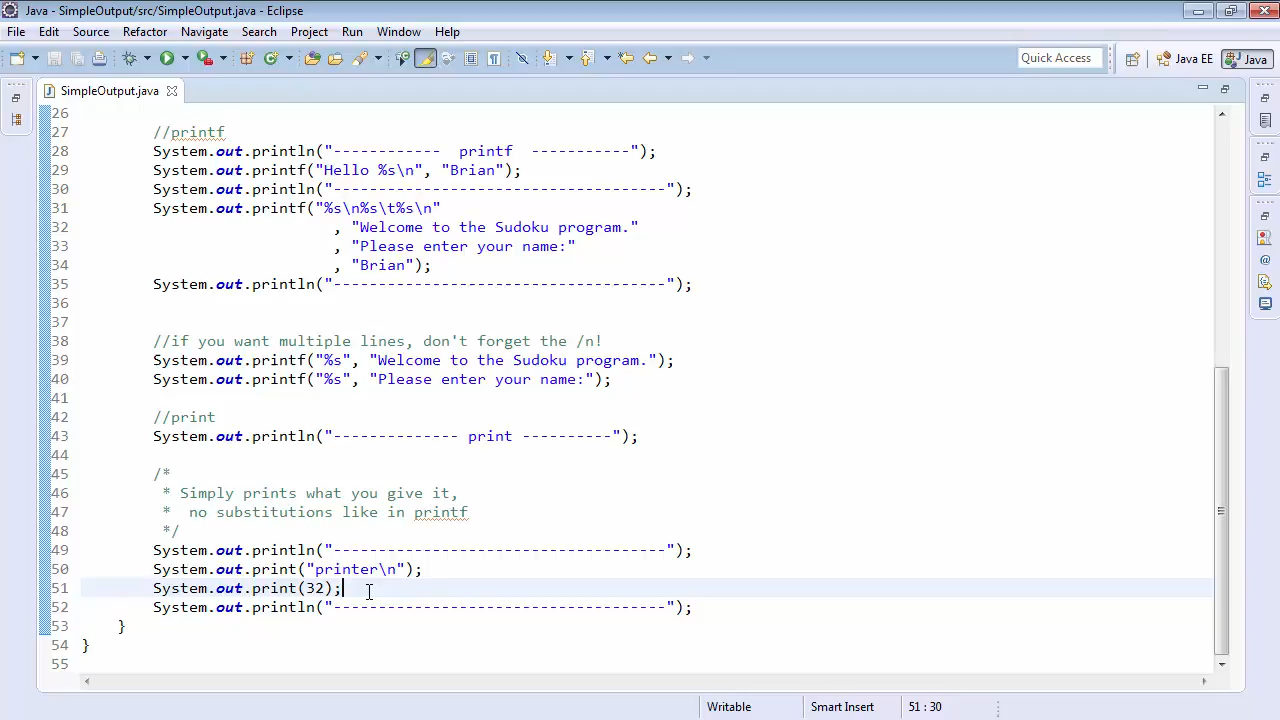 Java - SimpleOutput/src/SimpleOutput.java - Eclipse
File Edit Source Refactor Navigate Search Project Run Window Help
Quick Access Java EE Java
SimpleOutput.java
26
27 //printf
28 System.out.println("------------  printf  -----------");
29 System.out.printf("Hello %s\n", "Brian");
30 System.out.println("-------------------------------------");
31 System.out.printf("%s\n%s\t%s\n"
32 , "Welcome to the Sudoku program."
33 , "Please enter your name:"
34 , "Brian");
35 System.out.println("-------------------------------------");
36
37
38 //if you want multiple lines, don't forget the /n!
39 System.out.printf("%s", "Welcome to the Sudoku program.");
40 System.out.printf("%s", "Please enter your name:");
41
42 //print
43 System.out.println("-------------- print ----------");
44
45 /*
46 * Simply prints what you give it,
47 *  no substitutions like in printf
48 */
49 System.out.println("-------------------------------------");
50 System.out.print("printer\n");
51 System.out.print(32);
52 System.out.println("-------------------------------------");
53 }
54 }
55
Writable Smart Insert 51 : 30